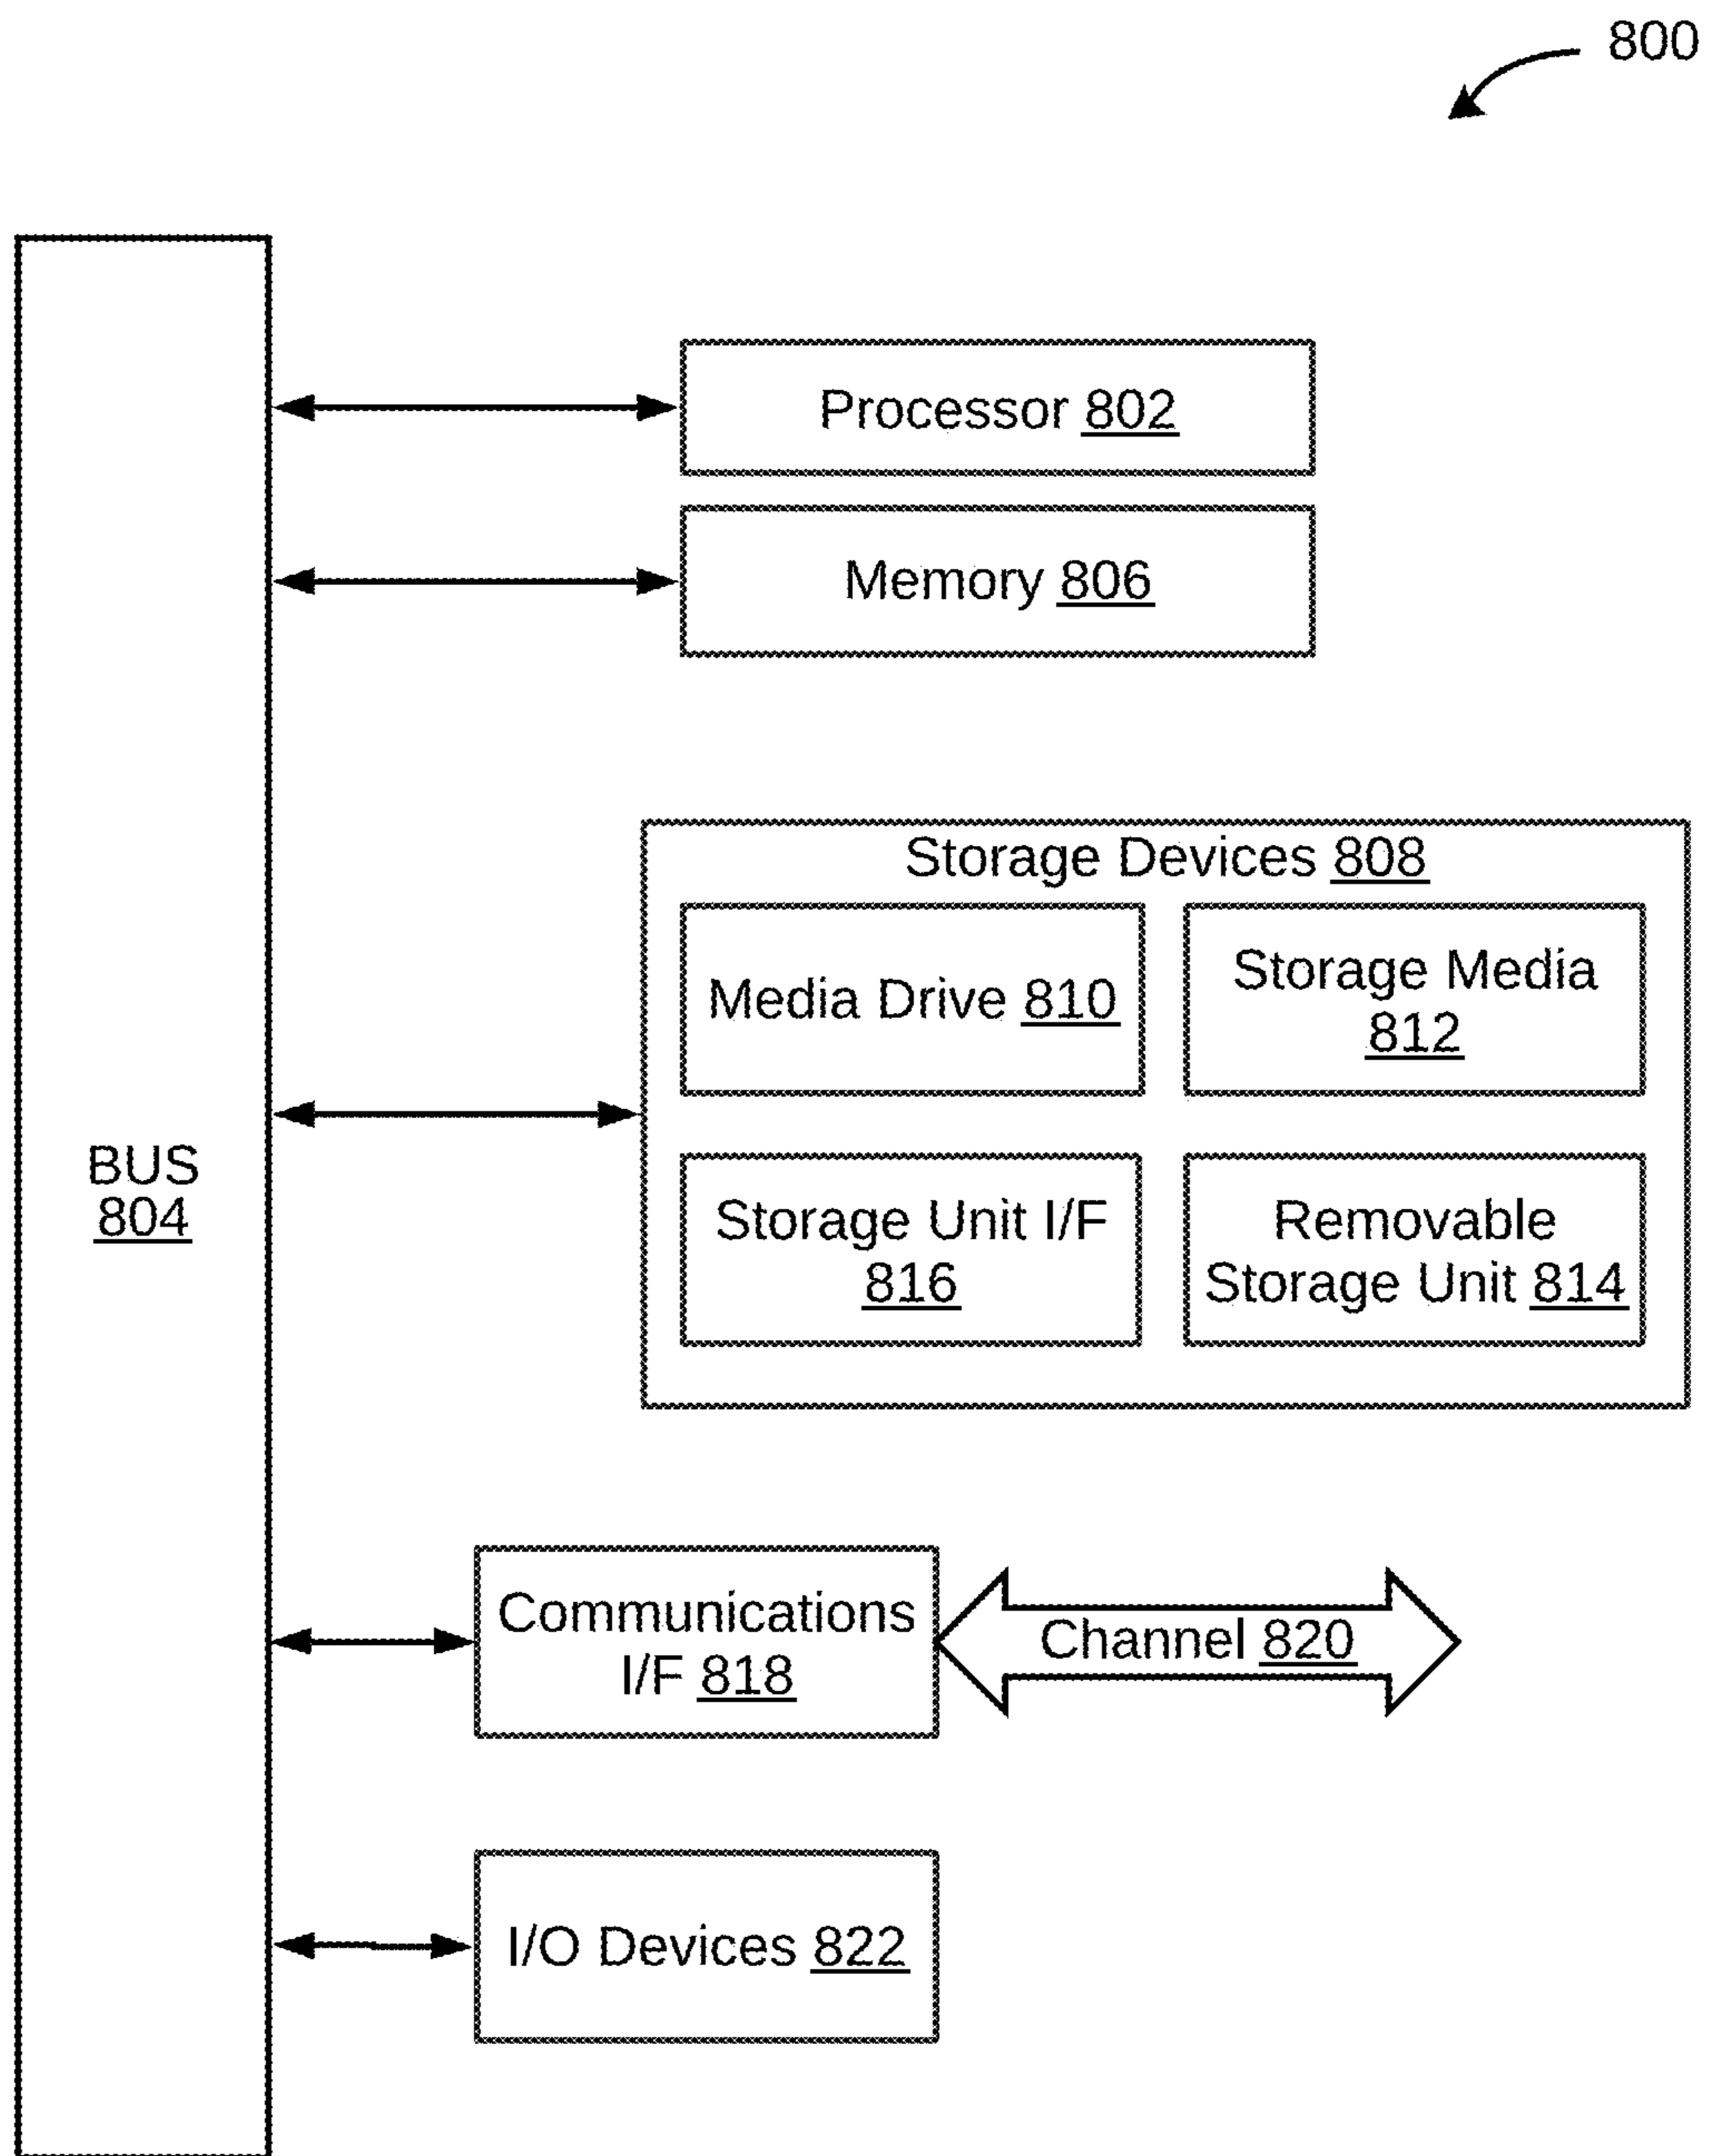 800
Processor 802
Memory 806
Storage Devices 808
Media Drive 810
Storage Media
812
BUS
804
Storage Unit I/F
816
Removable
Storage Unit 814
Communications
I/F 818
Channel 820
I/O Devices 822